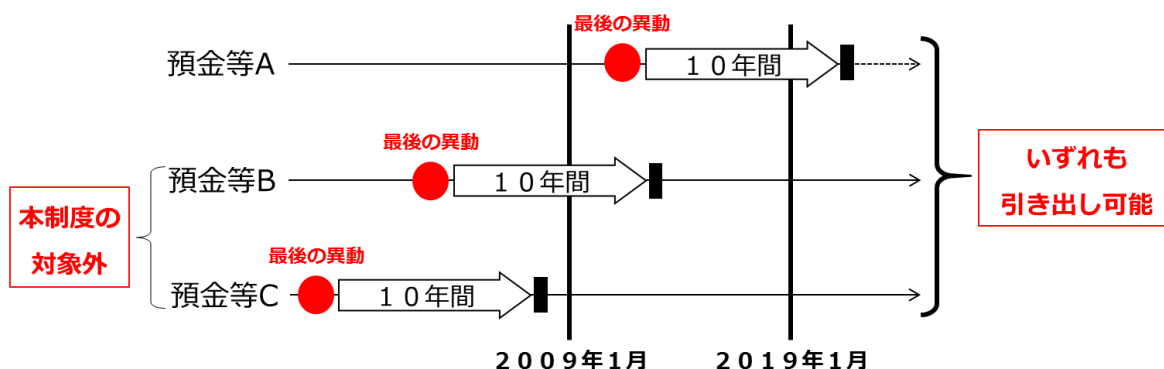 最後の異動
預金等A
１０年間
最後の異動
預金等B
１０年間
本制度の
対象外
最後の異動
預金等C
１０年間
いずれも
引き出し可能
２００９年１月
２０１９年１月